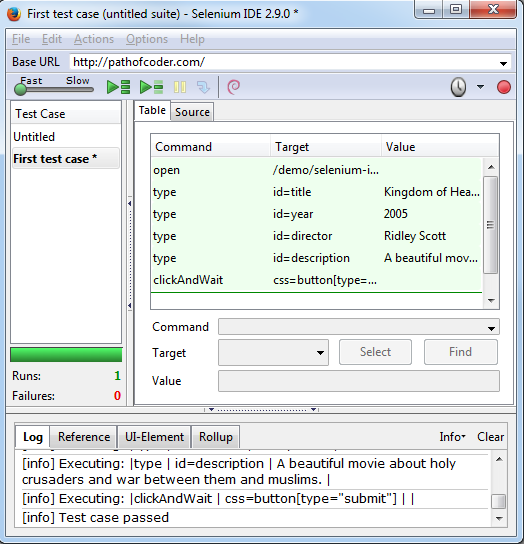 First test case (untitled suite) - Selenium IDE 2.9.0 *
File Edit Actions Options Help
Base URL http://pathofcoder.com/
Fast Slow
Test Case
Untitled
First test case *
Table Source
Command Target Value
open /demo/selenium-i...
type id=title Kingdom of Hea...
type id=year 2005
type id=director Ridley Scott
type id=description A beautiful mov...
clickAndWait css=button[type=...
Command
Target Select Find
Value
Runs: 1
Failures: 0
Log Reference UI-Element Rollup Info Clear
[info] Executing: |type | id=description | A beautiful movie about holy
crusaders and war between them and muslims. |
[info] Executing: |clickAndWait | css=button[type="submit"] | |
[info] Test case passed